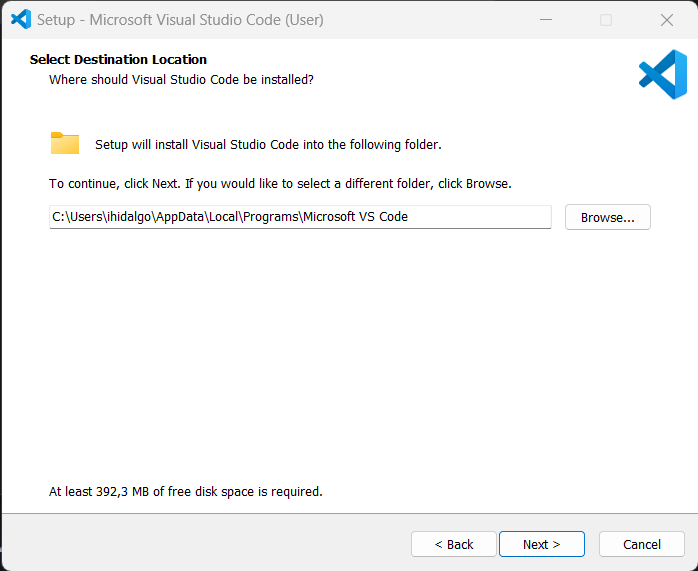 Setup - Microsoft Visual Studio Code (User)
Select Destination Location
Where should Visual Studio Code be installed?
Setup will install Visual Studio Code into the following folder.
To continue, click Next. If you would like to select a different folder, click Browse.
C:\Users\ihidalgo\AppData\Local\Programs\Microsoft VS Code
Browse...
At least 392,3 MB of free disk space is required.
< Back
Next >
Cancel